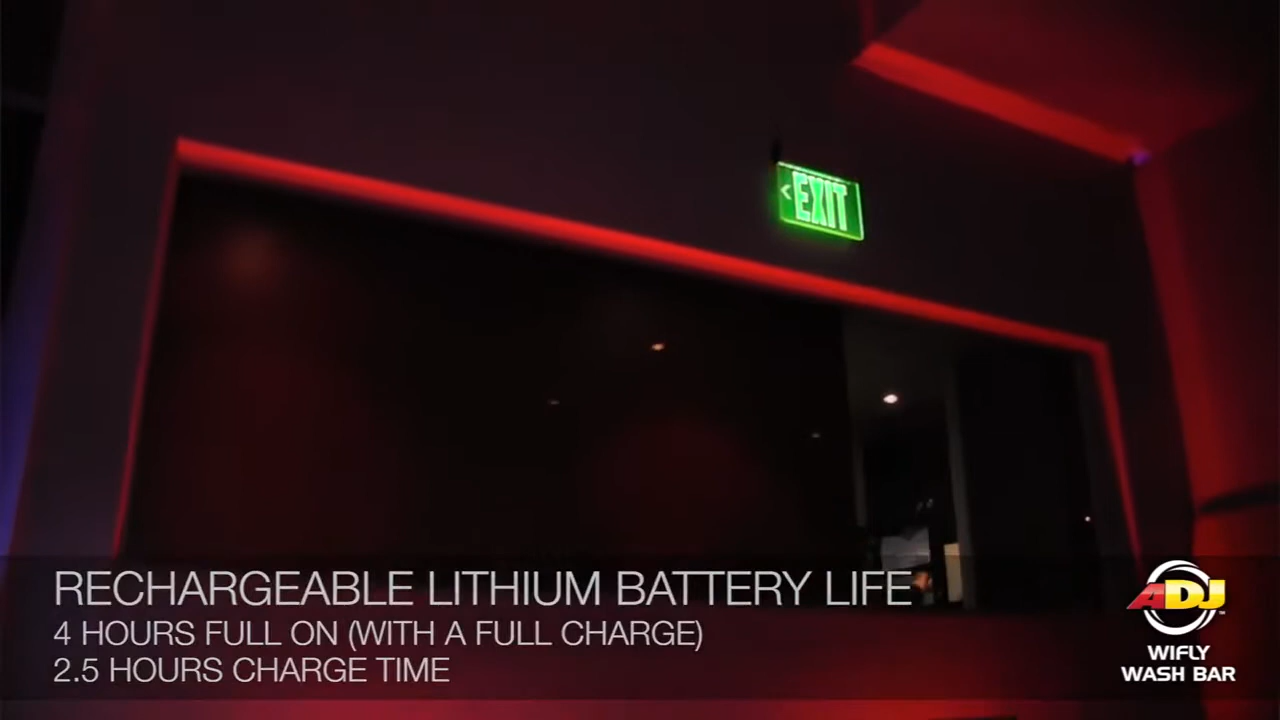 <EXIT
RECHARGEABLE LITHIUM BATTERY LIFE
4 HOURS FULL ON (WITH A FULL CHARGE)
2.5 HOURS CHARGE TIME
ADJ
WIFLY
WASH BAR